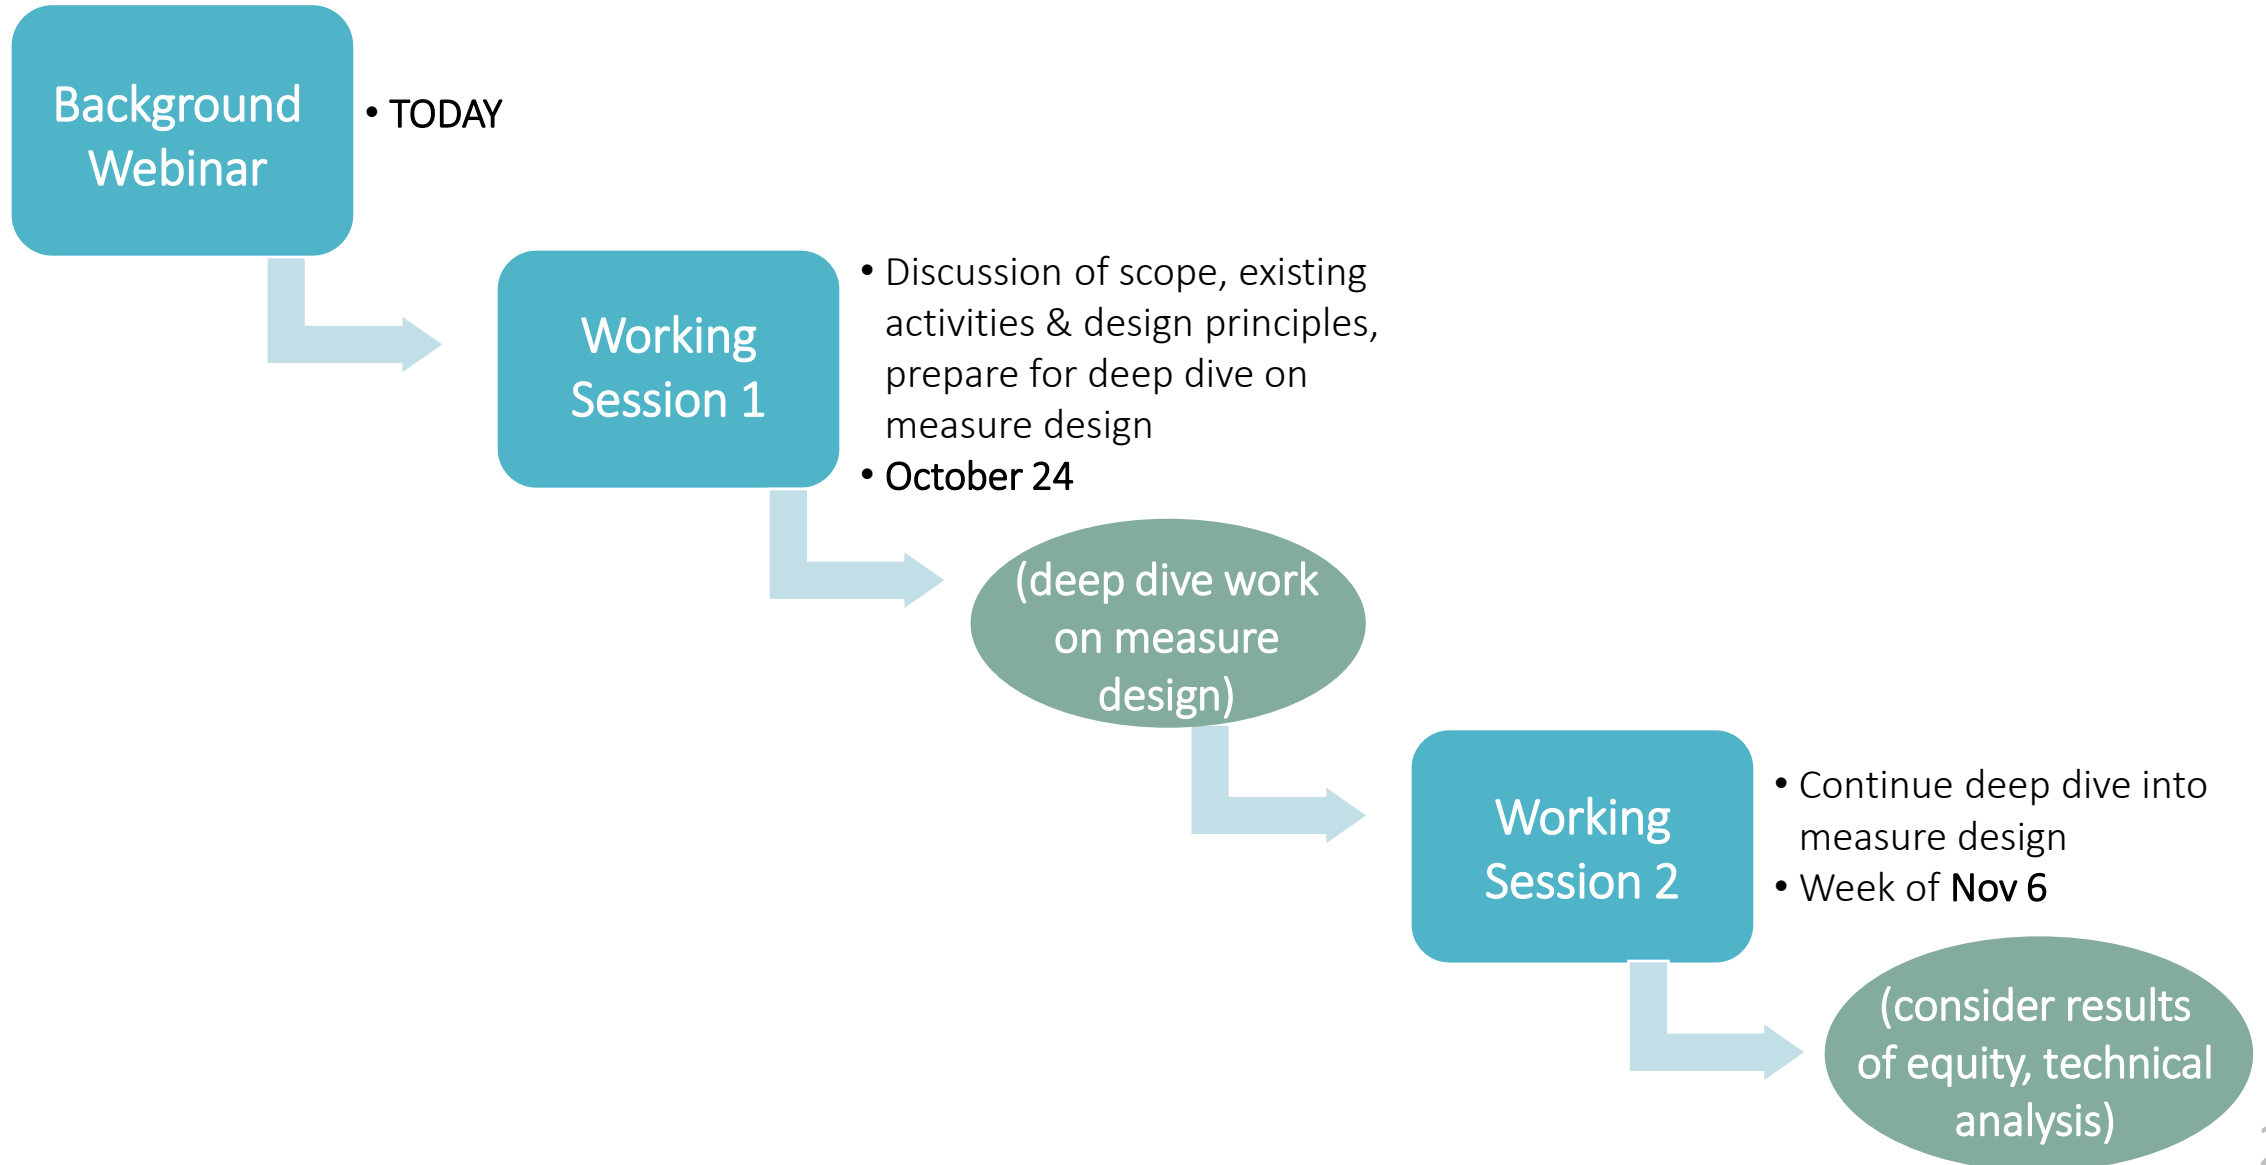 Background
Webinar
• TODAY
Working
Session 1
• Discussion of scope, existing
activities & design principles,
prepare for deep dive on
measure design
• October 24
(deep dive work
on measure
design)
Working
Session 2
• Continue deep dive into
measure design
• Week of Nov 6
(consider results
of equity, technical
analysis)